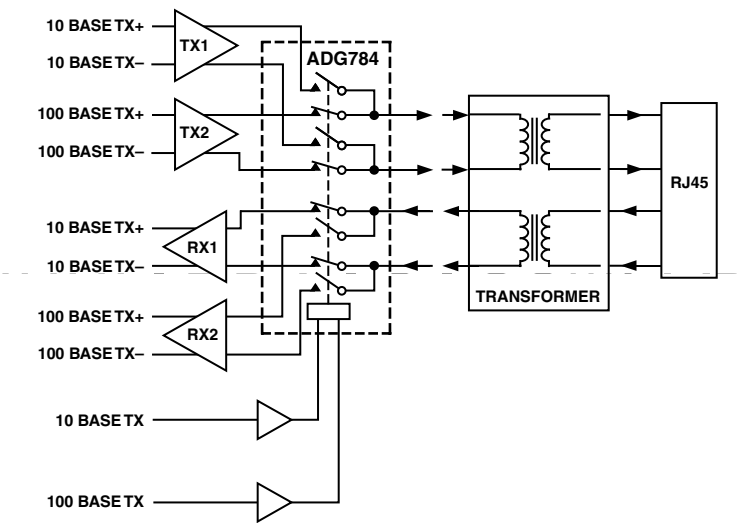 10 BASE TX+
TX1
10 BASE TX–
ADG784
100 BASE TX+
TX2
100 BASE TX–
RJ45
10 BASE TX+
RX1
10 BASE TX–
TRANSFORMER
100 BASE TX+
RX2
100 BASE TX–
10 BASE TX
100 BASE TX